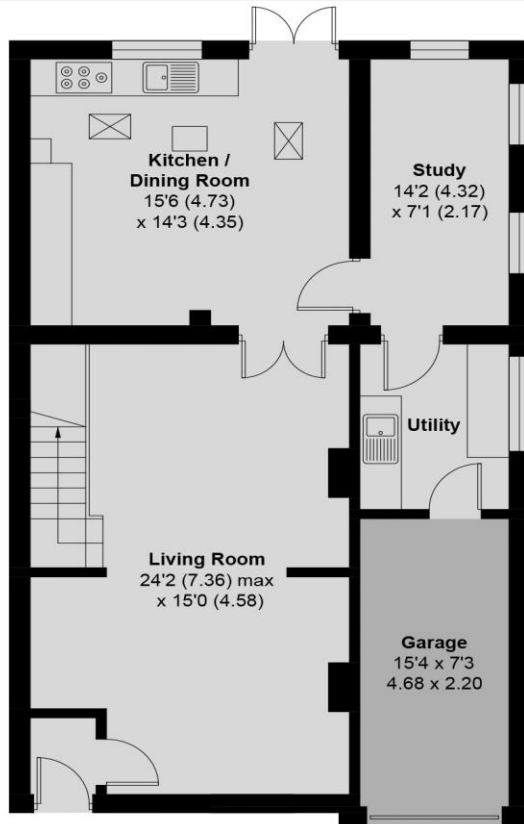 Kitchen /
Dining Room
15'6 (4.73)
x 14'3 (4.35)
Study
14'2 (4.32)
x 7'1 (2.17)
Utility
Living Room
24'2 (7.36) max
x 15'0 (4.58)
Garage
15'4 x 7'3
4.68 x 2.20